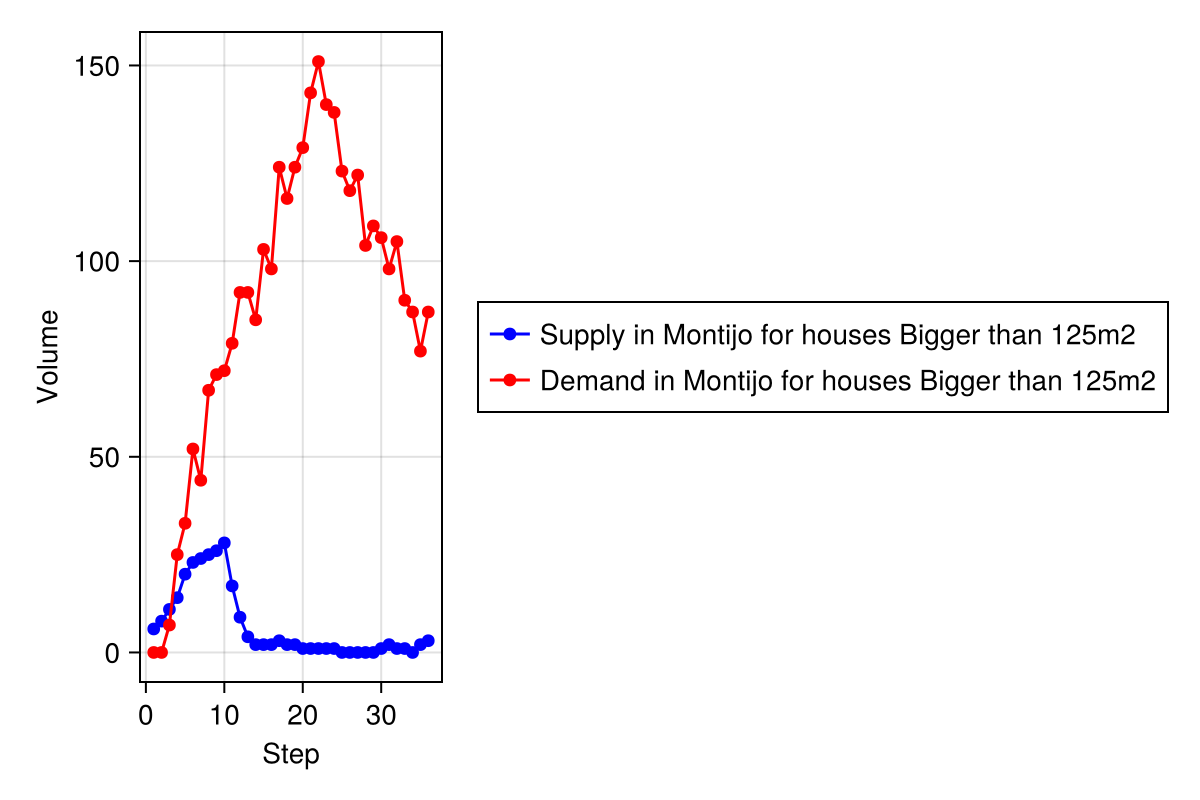 150
100
50
0
Volume
0 10 20 30
Step
Supply in Montijo for houses Bigger than 125m2
Demand in Montijo for houses Bigger than 125m2